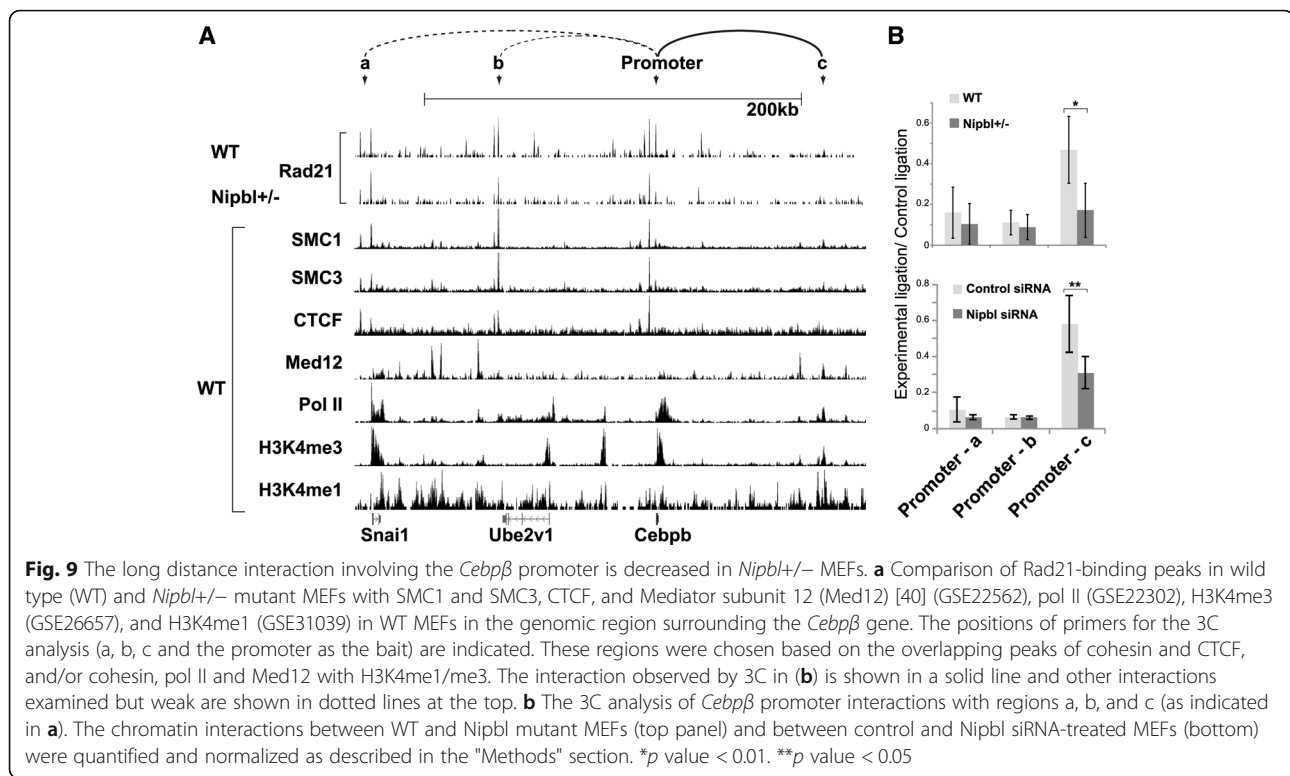 A
B
a b Promoter c
200kb
WT
Rad21
Nipbl+/-
SMC1
SMC3
CTCF
WT
Med12
Pol II
H3K4me3
H3K4me1
Snai1 Ube2v1 Cebpb
Experimental ligation/ Control ligation
WT
Nipbl+/-
*
0.6
0.4
0.2
0
Control siRNA
Nipbl siRNA
**
0.8
0.6
0.4
0.2
0
Promoter - a
Promoter - b
Promoter - c
Fig. 9 The long distance interaction involving the Cebpβ promoter is decreased in Nipbl+/− MEFs. a Comparison of Rad21-binding peaks in wild
type (WT) and Nipbl+/− mutant MEFs with SMC1 and SMC3, CTCF, and Mediator subunit 12 (Med12) [40] (GSE22562), pol II (GSE22302), H3K4me3
(GSE26657), and H3K4me1 (GSE31039) in WT MEFs in the genomic region surrounding the Cebpβ gene. The positions of primers for the 3C
analysis (a, b, c and the promoter as the bait) are indicated. These regions were chosen based on the overlapping peaks of cohesin and CTCF,
and/or cohesin, pol II and Med12 with H3K4me1/me3. The interaction observed by 3C in (b) is shown in a solid line and other interactions
examined but weak are shown in dotted lines at the top. b The 3C analysis of Cebpβ promoter interactions with regions a, b, and c (as indicated
in a). The chromatin interactions between WT and Nipbl mutant MEFs (top panel) and between control and Nipbl siRNA-treated MEFs (bottom)
were quantified and normalized as described in the "Methods" section. *p value < 0.01. **p value < 0.05